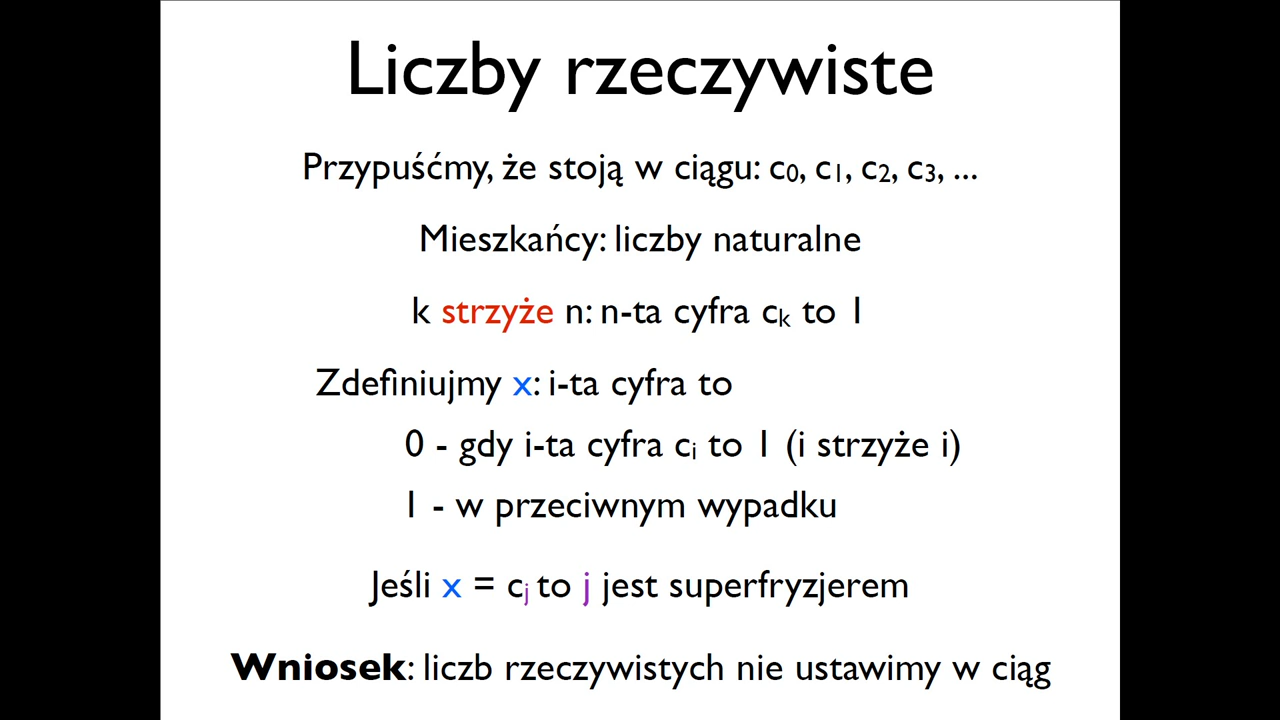 Liczby rzeczywiste
Przypuśćmy, że stoją w ciągu: c₀, c₁, c₂, c₃, ...
Mieszkańcy: liczby naturalne
k strzyże n: n-ta cyfra cₖ to 1
Zdefiniujmy x: i-ta cyfra to
0 - gdy i-ta cyfra cᵢ to 1 (i strzyże i)
1 - w przeciwnym wypadku
Jeśli x = cⱼ to j jest superfryzjerem
Wniosek: liczb rzeczywistych nie ustawimy w ciąg